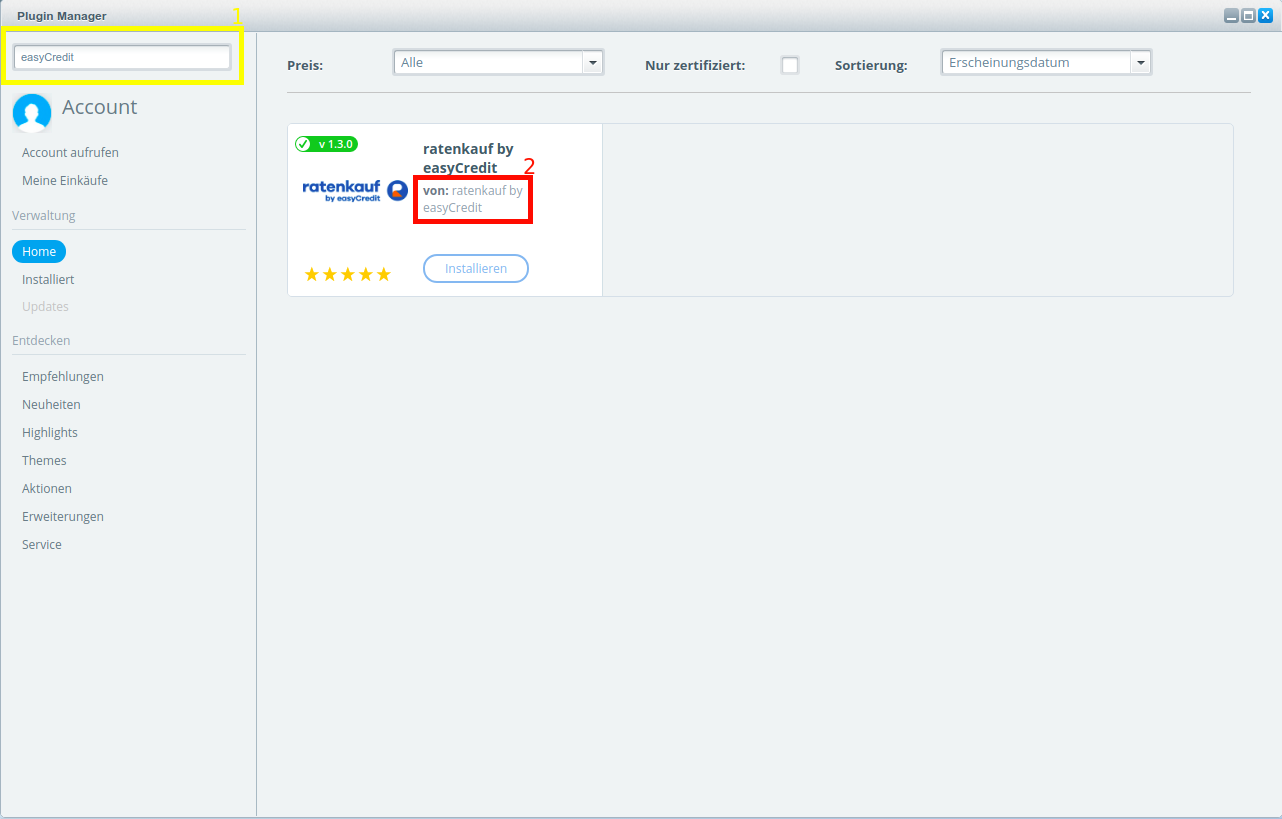 Plugin Manager
1
easyCredit
Account
Account aufrufen
Meine Einkäufe
Verwaltung
Home
Installiert
Updates
Entdecken
Empfehlungen
Neuheiten
Highlights
Themes
Aktionen
Erweiterungen
Service
Preis:
Alle
Nur zertifiziert:
Sortierung:
Erscheinungsdatum
v 1.3.0
ratenkauf
by easyCredit
ratenkauf by
easyCredit
2
von: ratenkauf by
easyCredit
Installieren